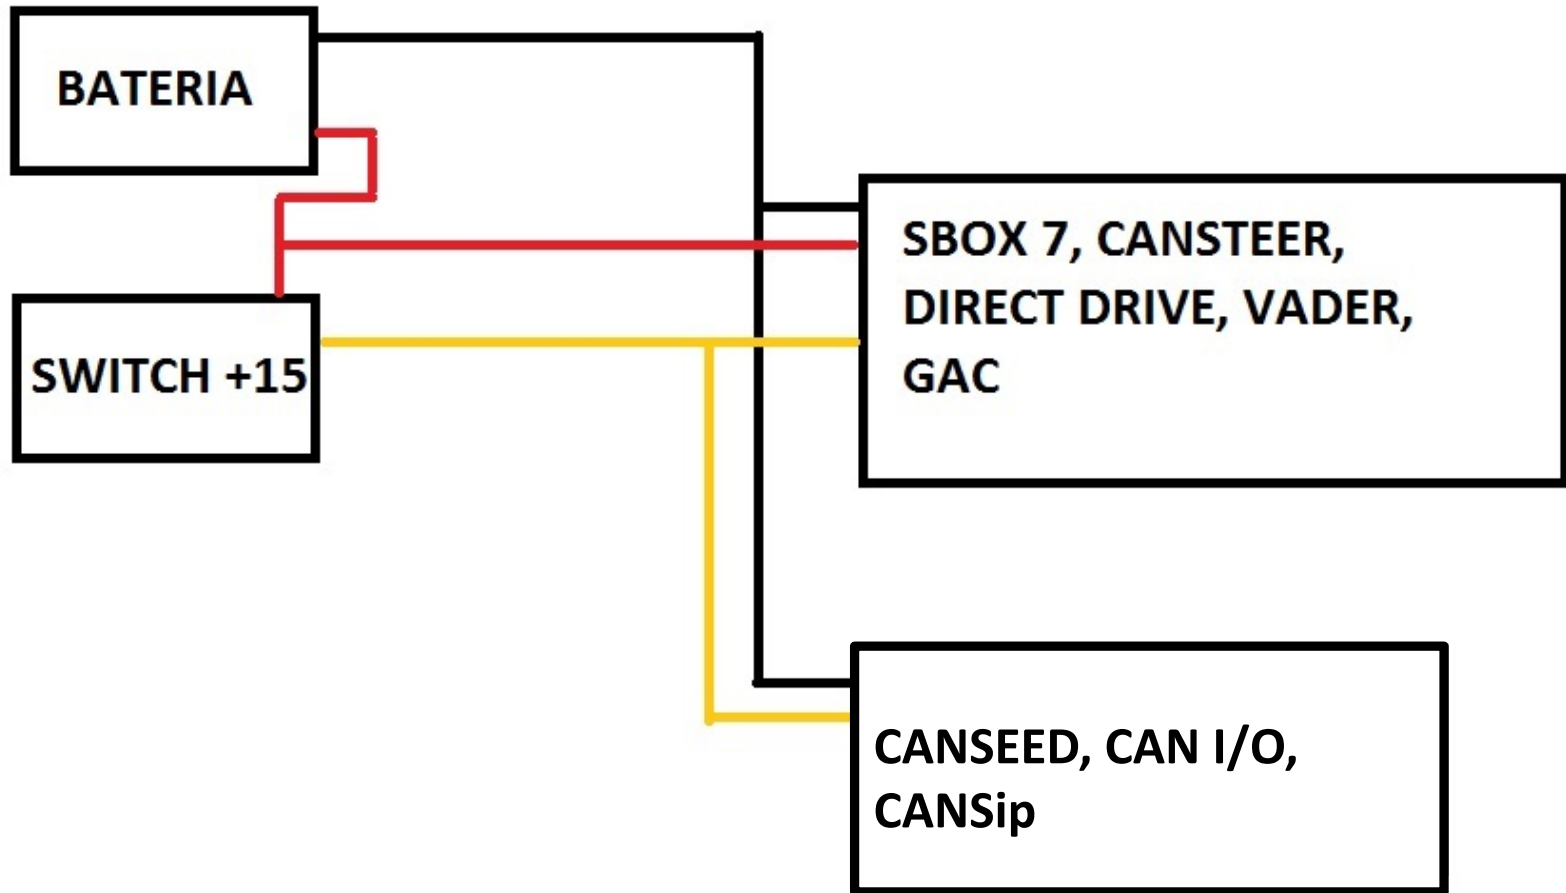 BATERIA
SWITCH +15
SBOX 7, CANSTEER,
DIRECT DRIVE, VADER,
GAC
CANSEED, CAN I/O,
CANSip